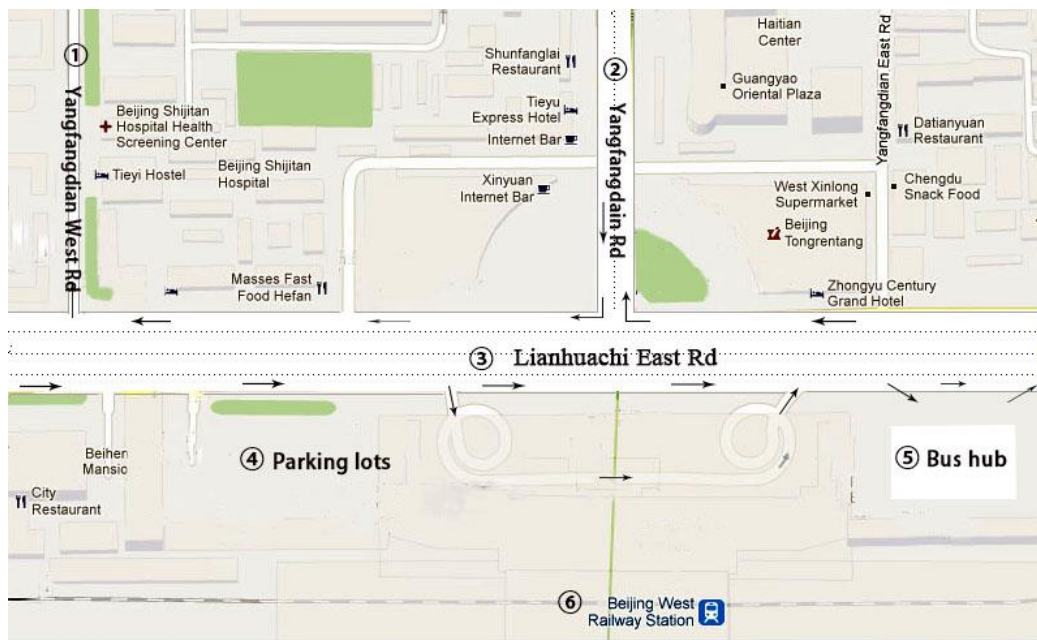 ①
Yangfangdian West Rd
Beijing Shijitan
Hospital Health
Screening Center
Tieyi Hostel
Beijing Shijitan
Hospital
Masses Fast
Food Hefan
Shunfanglai
Restaurant
Tieyu
Express Hotel
Internet Bar
Xinyuan
Internet Bar
②
Yangfangdain Rd
Haitian
Center
Guangyao
Oriental Plaza
Yangfangdian East Rd
Datianyuan
Restaurant
West Xinlong
Supermarket
Chengdu
Snack Food
Beijing
Tongrentang
Zhongyu Century
Grand Hotel
③ Lianhuachi East Rd
Beihen
Mansio
City
Restaurant
④ Parking lots
⑤ Bus hub
⑥ Beijing West
Railway Station